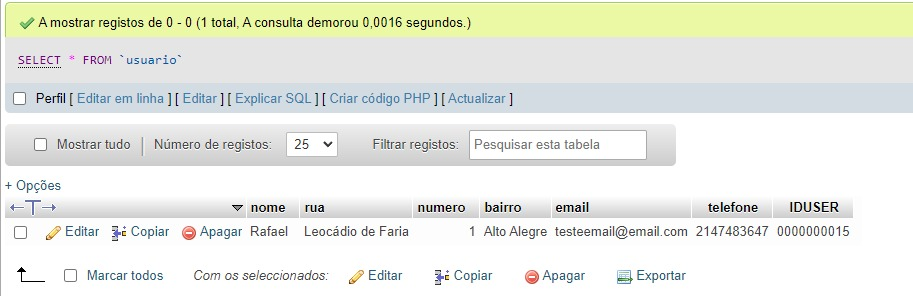 A mostrar registos de 0 - 0 (1 total, A consulta demorou 0,0016 segundos.)
SELECT * FROM `usuario`
Perfil [ Editar em linha ] [ Editar ] [ Explicar SQL ] [ Criar código PHP ] [ Actualizar ]
Mostrar tudo Número de registos: 25 Filtrar registos: Pesquisar esta tabela
+ Opções
←T→ nome rua numero bairro email telefone IDUSER
Editar Copiar Apagar Rafael Leocádio de Faria 1 Alto Alegre testeemail@email.com 2147483647 0000000015
Marcar todos Com os seleccionados: Editar Copiar Apagar Exportar